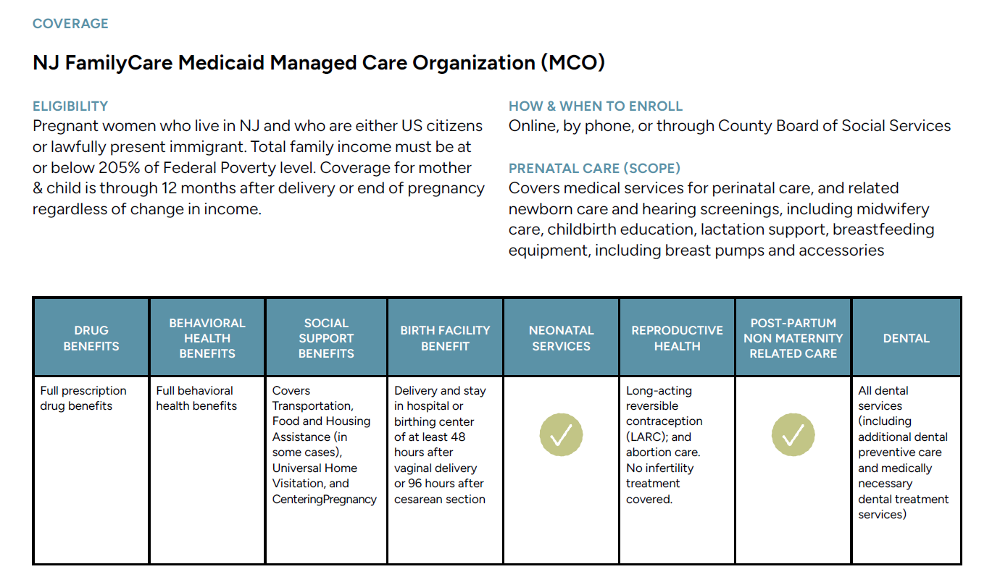 COVERAGE
NJ FamilyCare Medicaid Managed Care Organization (MCO)
ELIGIBILITY
Pregnant women who live in NJ and who are either US citizens
or lawfully present immigrant. Total family income must be at
or below 205% of Federal Poverty level. Coverage for mother
& child is through 12 months after delivery or end of pregnancy
regardless of change in income.
HOW & WHEN TO ENROLL
Online, by phone, or through County Board of Social Services
PRENATAL CARE (SCOPE)
Covers medical services for perinatal care, and related
newborn care and hearing screenings, including midwifery
care, childbirth education, lactation support, breastfeeding
equipment, including breast pumps and accessories
DRUG
BENEFITS
BEHAVIORAL
HEALTH
BENEFITS
SOCIAL
SUPPORT
BENEFITS
BIRTH FACILITY
BENEFIT
NEONATAL
SERVICES
REPRODUCTIVE
HEALTH
POST-PARTUM
NON MATERNITY
RELATED CARE
DENTAL
Full prescription
drug benefits
Full behavioral
health benefits
Covers
Transportation,
Food and Housing
Assistance (in
some cases),
Universal Home
Visitation, and
CenteringPregnancy
Delivery and stay
in hospital or
birthing center
of at least 48
hours after
vaginal delivery
or 96 hours after
cesarean section
Long-acting
reversible
contraception
(LARC); and
abortion care.
No infertility
treatment
covered.
All dental
services
(including
additional dental
preventive care
and medically
necessary
dental treatment
services)